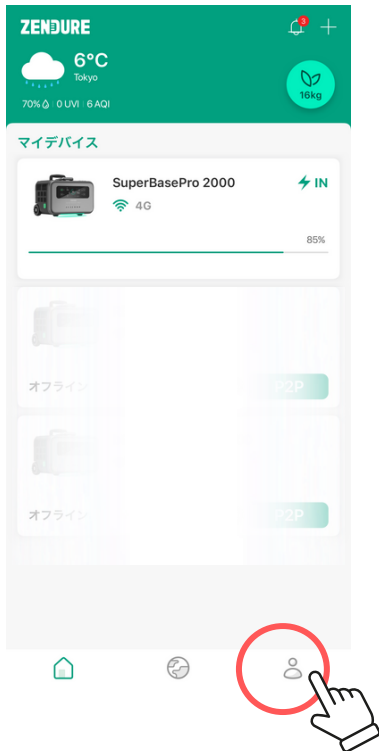 ZENDURE
3
6°C
Tokyo
16kg
70% 0 UVI 6 AQI
マイデバイス
SuperBasePro 2000
IN
4G
85%
オフライン
P2P
オフライン
P2P